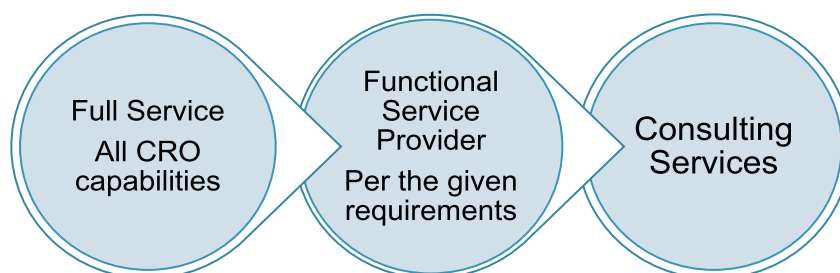 Full Service
All CRO
capabilities
Functional
Service
Provider
Per the given
requirements
Consulting
Services